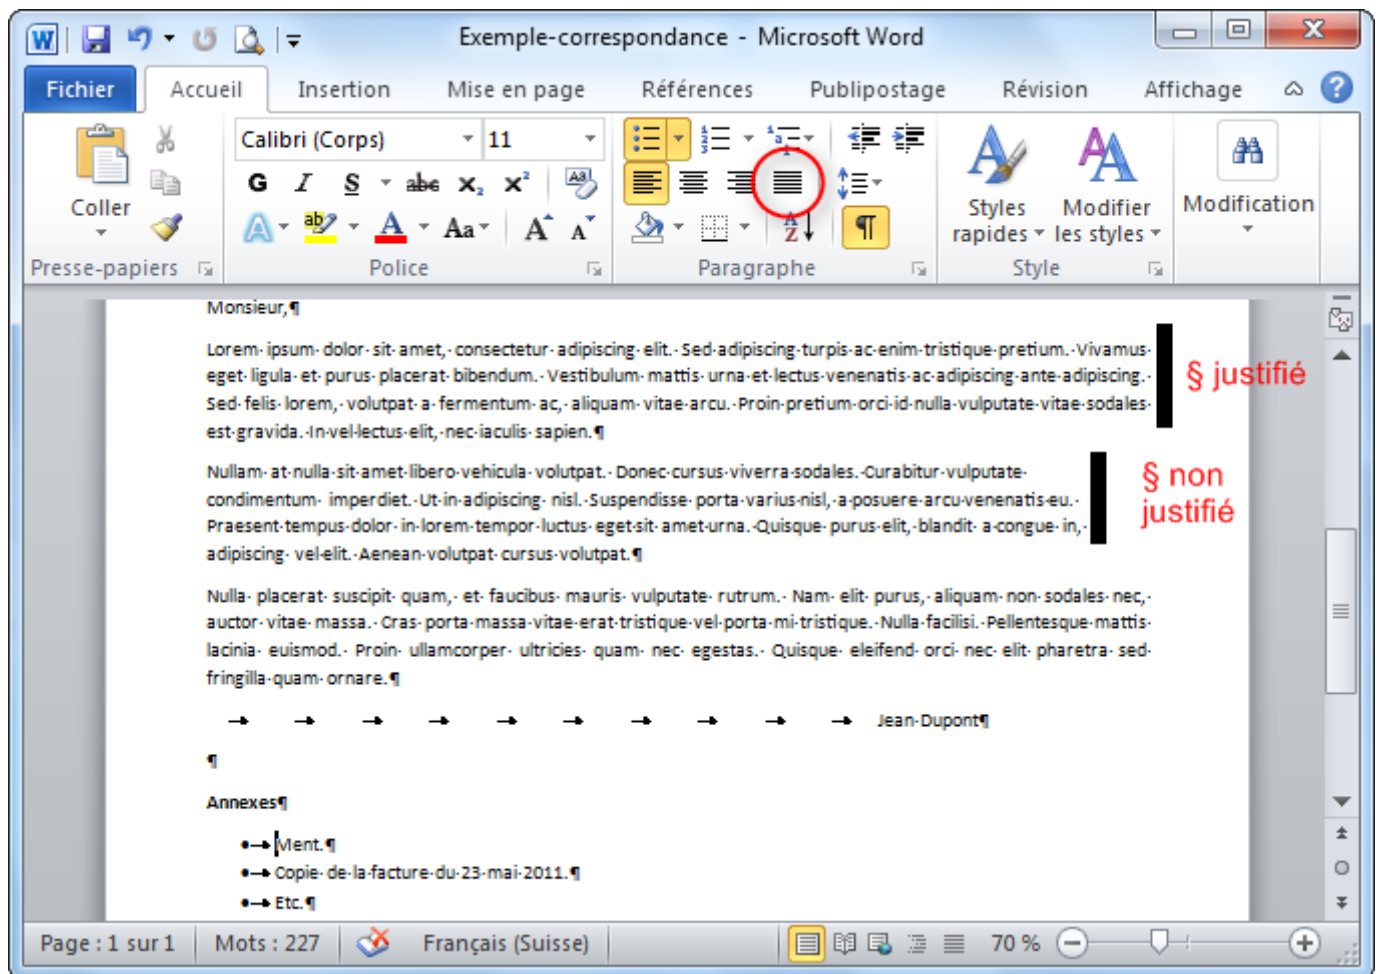 Exemple-correspondance - Microsoft Word
Fichier Accueil Insertion Mise en page Références Publipostage Révision Affichage
Calibri (Corps) 11
G I S abe X₂ X² Aa
Coller
ab A Aa A A
A Z ¶
Styles rapides
Modifier les styles
Modification
Presse-papiers Police Paragraphe Style
Monsieur,¶
Lorem ipsum dolor sit amet, consectetur adipiscing elit. Sed adipiscing turpis ac enim tristique pretium. Vivamus
eget ligula et purus placerat bibendum. Vestibulum mattis urna et lectus venenatis ac adipiscing ante adipiscing.
Sed felis lorem, volutpat a fermentum ac, aliquam vitae arcu. Proin pretium orci id nulla vulputate vitae sodales
est gravida. In vel lectus elit, nec iaculis sapien.¶
§ justifié
Nullam at nulla sit amet libero vehicula volutpat. Donec cursus viverra sodales. Curabitur vulputate
condimentum imperdiet. Ut in adipiscing nisl. Suspendisse porta varius nisl, a posuere arcu venenatis eu.
Praesent tempus dolor in lorem tempor luctus eget sit amet urna. Quisque purus elit, blandit a congue in,
adipiscing vel elit. Aenean volutpat cursus volutpat.¶
§ non
justifié
Nulla placerat suscipit quam, et faucibus mauris vulputate rutrum. Nam elit purus, aliquam non sodales nec,
auctor vitae massa. Cras porta massa vitae erat tristique vel porta mi tristique. Nulla facilisi. Pellentesque mattis
lacinia euismod. Proin ullamcorper ultricies quam nec egestas. Quisque eleifend orci nec elit pharetra sed
fringilla quam ornare.¶
Jean Dupont¶
¶
Annexes¶
Ment.¶
Copie de la facture du 23 mai 2011.¶
Etc.¶
Page : 1 sur 1 Mots : 227 Français (Suisse) 70 %